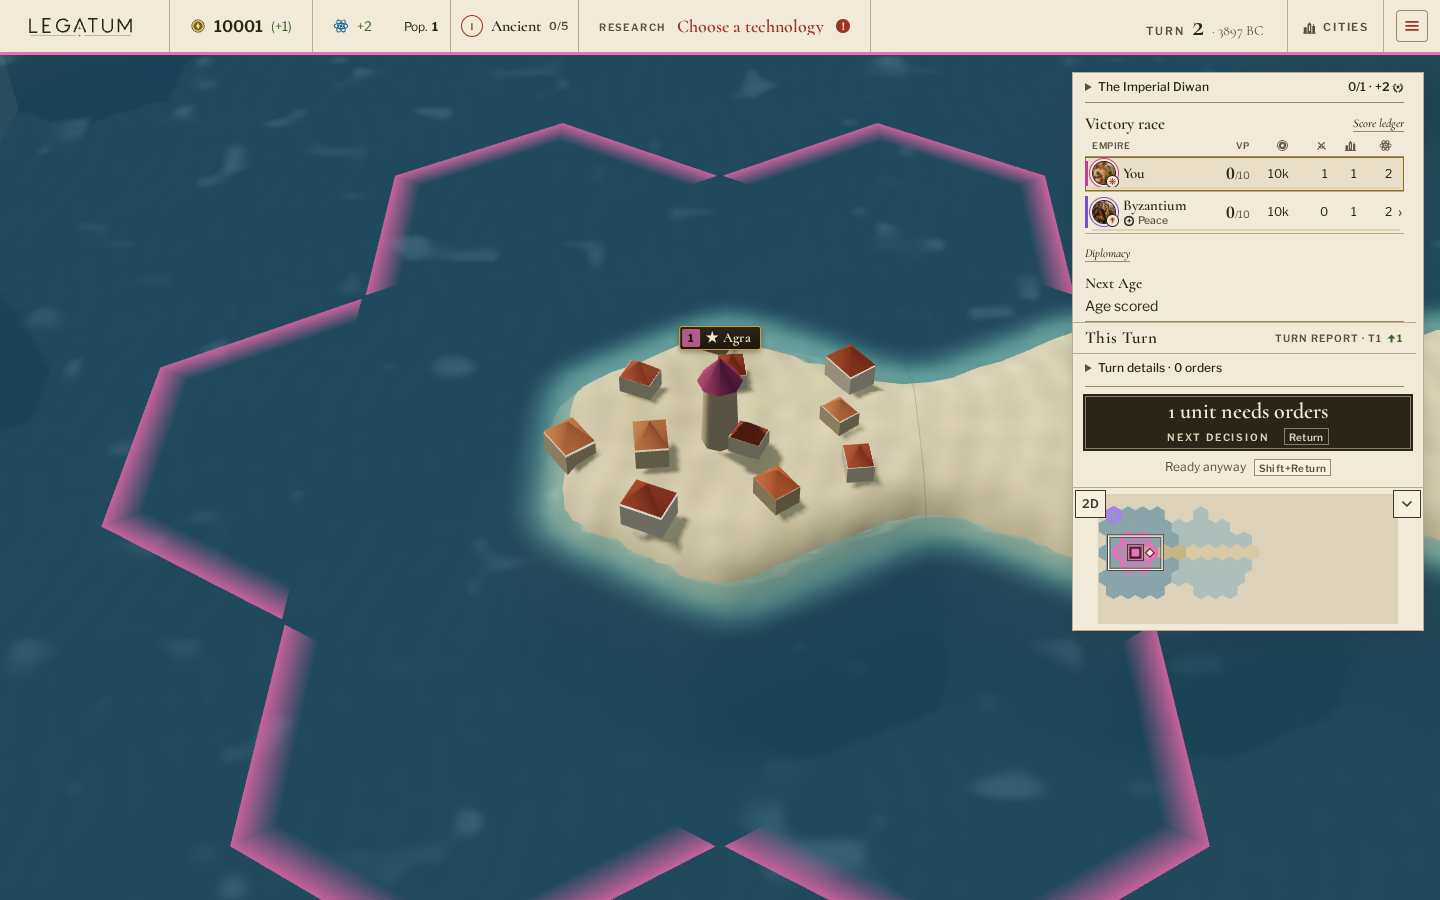 LEGATUM
10001 (+1)
+2
Pop. 1
I Ancient 0/5
RESEARCH Choose a technology !
TURN 2 · 3897 BC
CITIES
The Imperial Diwan 0/1 · +2
Victory race Score ledger
EMPIRE VP
You 0/10 10k 1 1 2
Byzantium 0/10 10k 0 1 2 ›
Peace
Diplomacy
Next Age
Age scored
This Turn TURN REPORT · T1 1
Turn details · 0 orders
1 unit needs orders
NEXT DECISION Return
Ready anyway Shift+Return
2D
1 ★ Agra